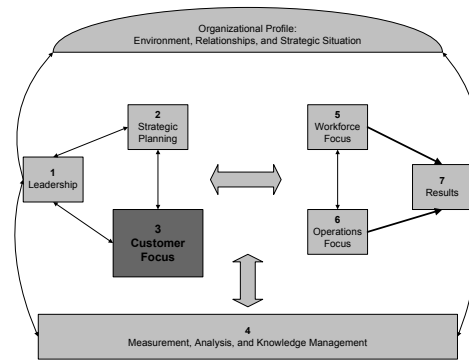 Organizational Profile:
Environment, Relationships, and Strategic Situation
2
Strategic
Planning
5
Workforce
Focus
1
Leadership
7
Results
3
Customer
Focus
6
Operations
Focus
4
Measurement, Analysis, and Knowledge Management